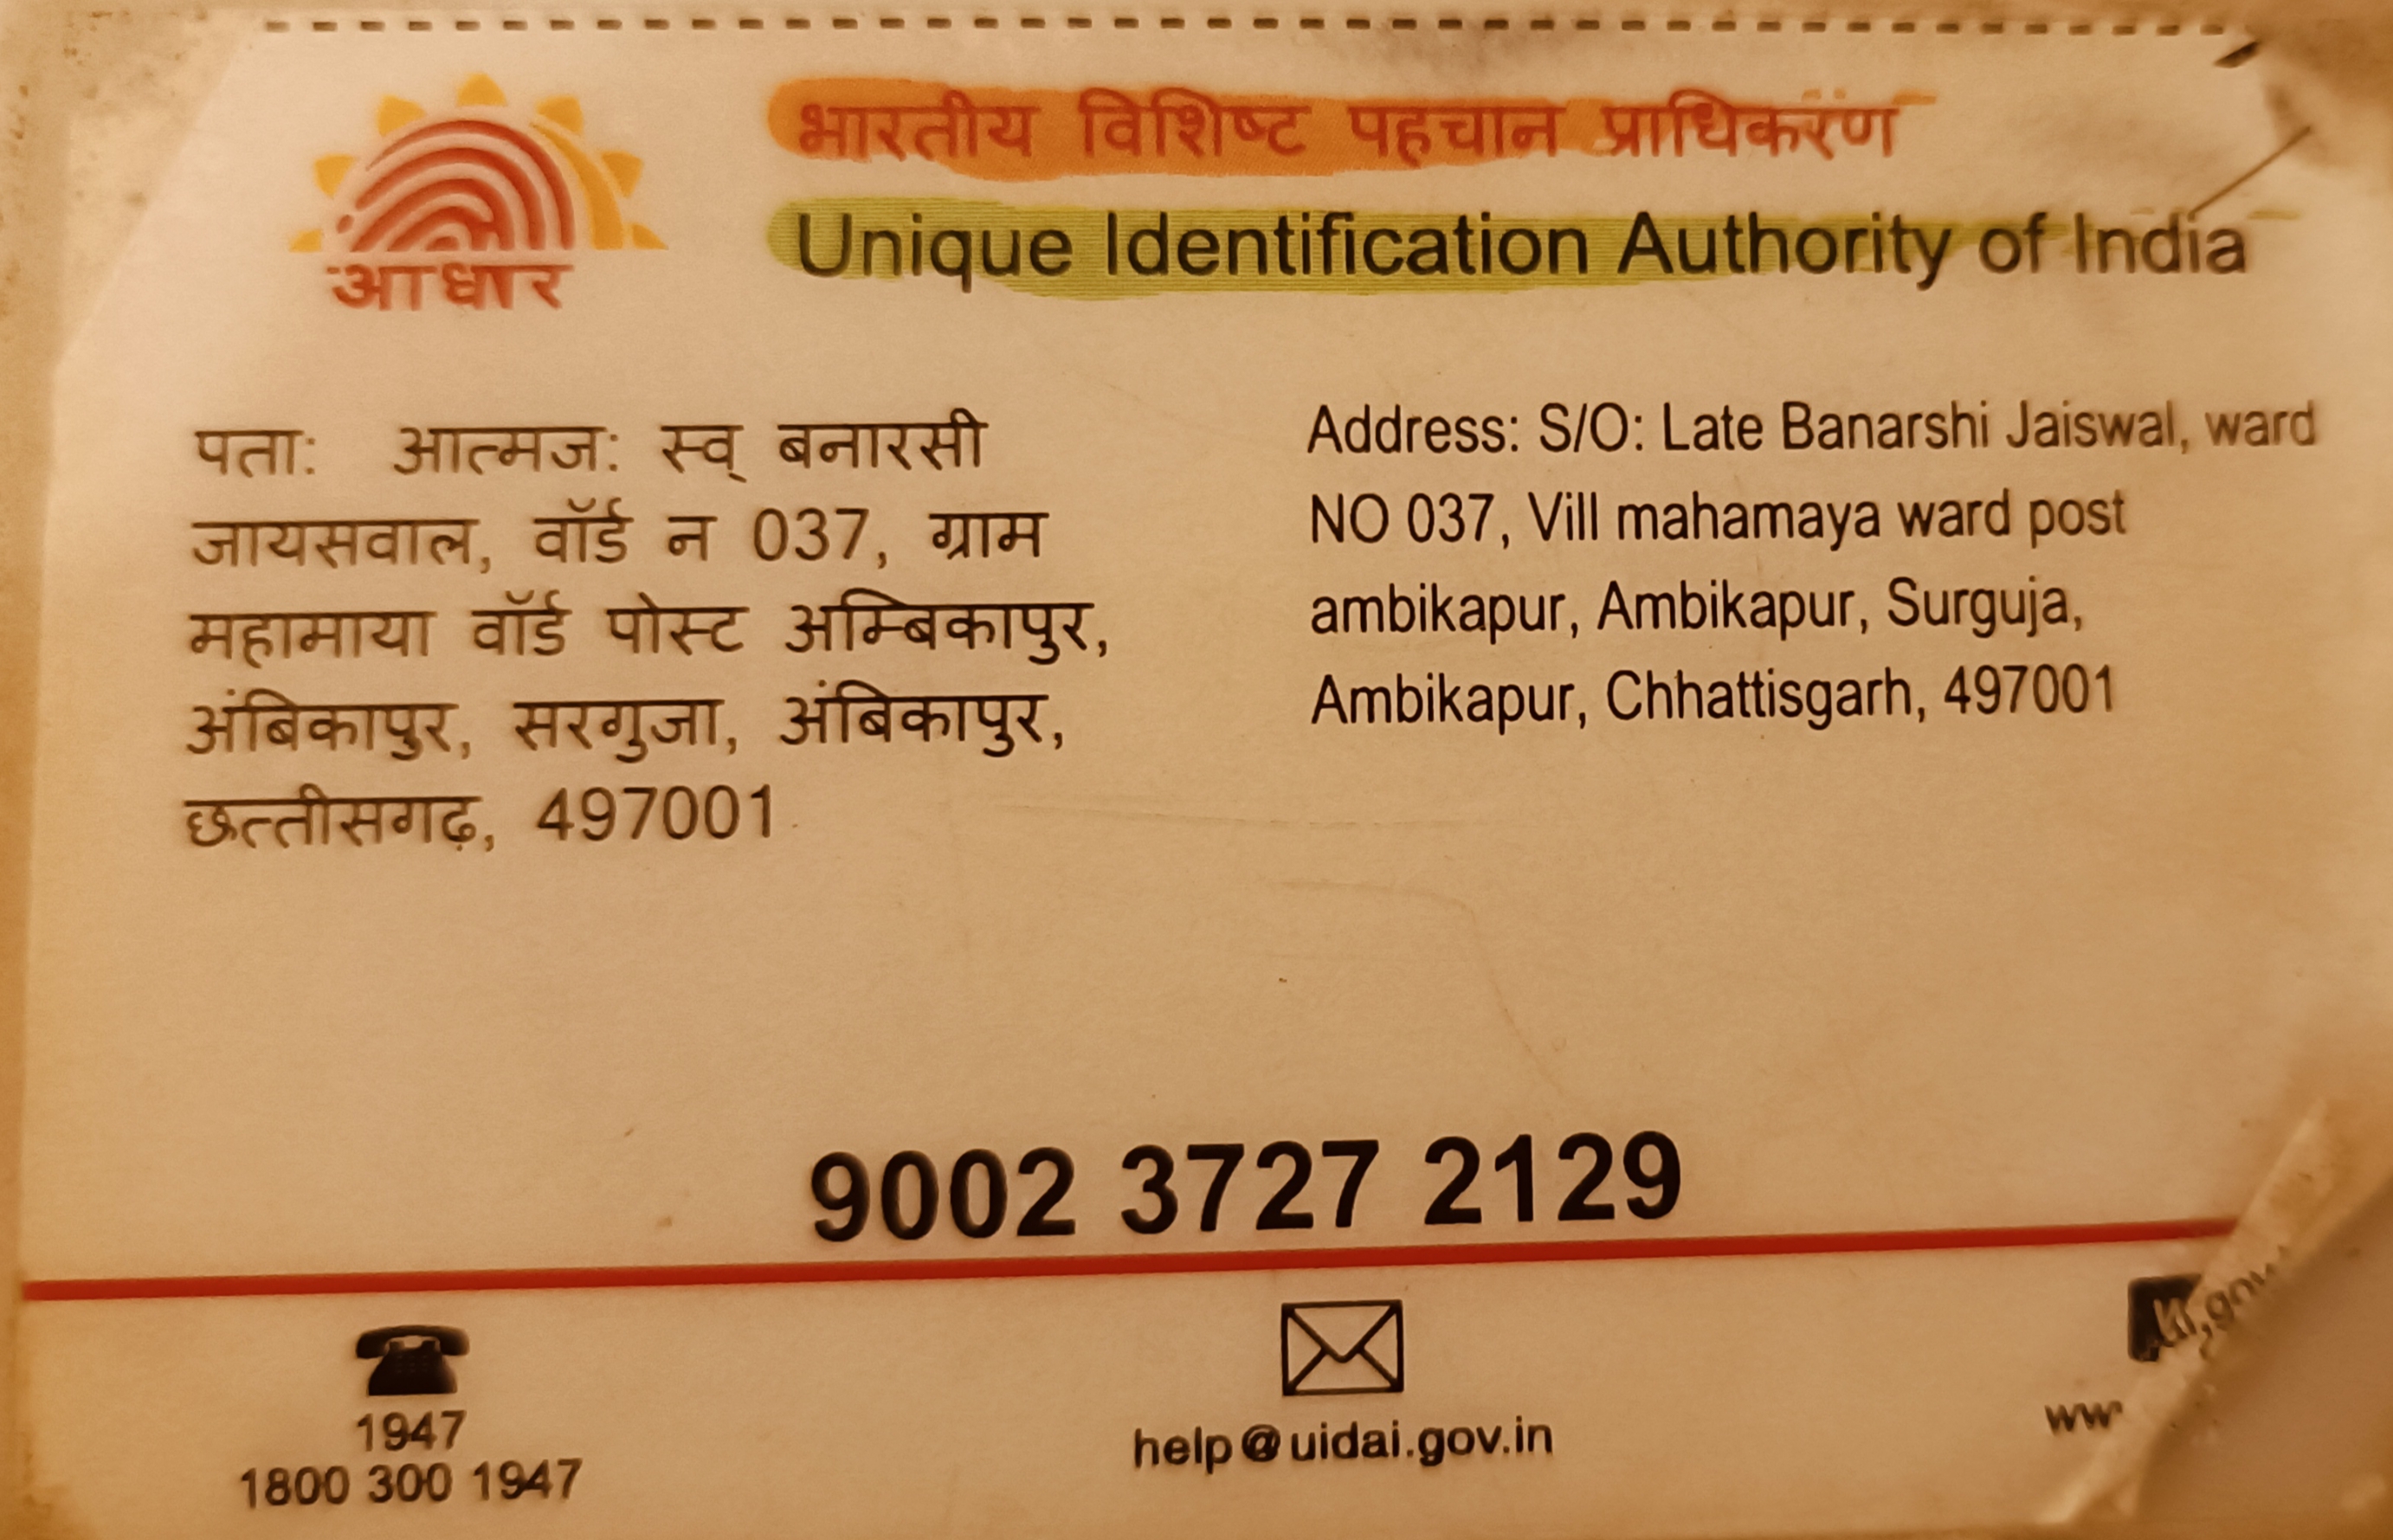 आधार
भारतीय विशिष्ट पहचान प्राधिकरण
Unique Identification Authority of India
पताः आत्मजः स्व् बनारसी
जायसवाल, वॉर्ड न 037, ग्राम
महामाया वॉर्ड पोस्ट अम्बिकापुर,
अंबिकापुर, सरगुजा, अंबिकापुर,
छत्तीसगढ़, 497001
Address: S/O: Late Banarshi Jaiswal, ward
NO 037, Vill mahamaya ward post
ambikapur, Ambikapur, Surguja,
Ambikapur, Chhattisgarh, 497001
9002 3727 2129
1947
1800 300 1947
help@uidai.gov.in